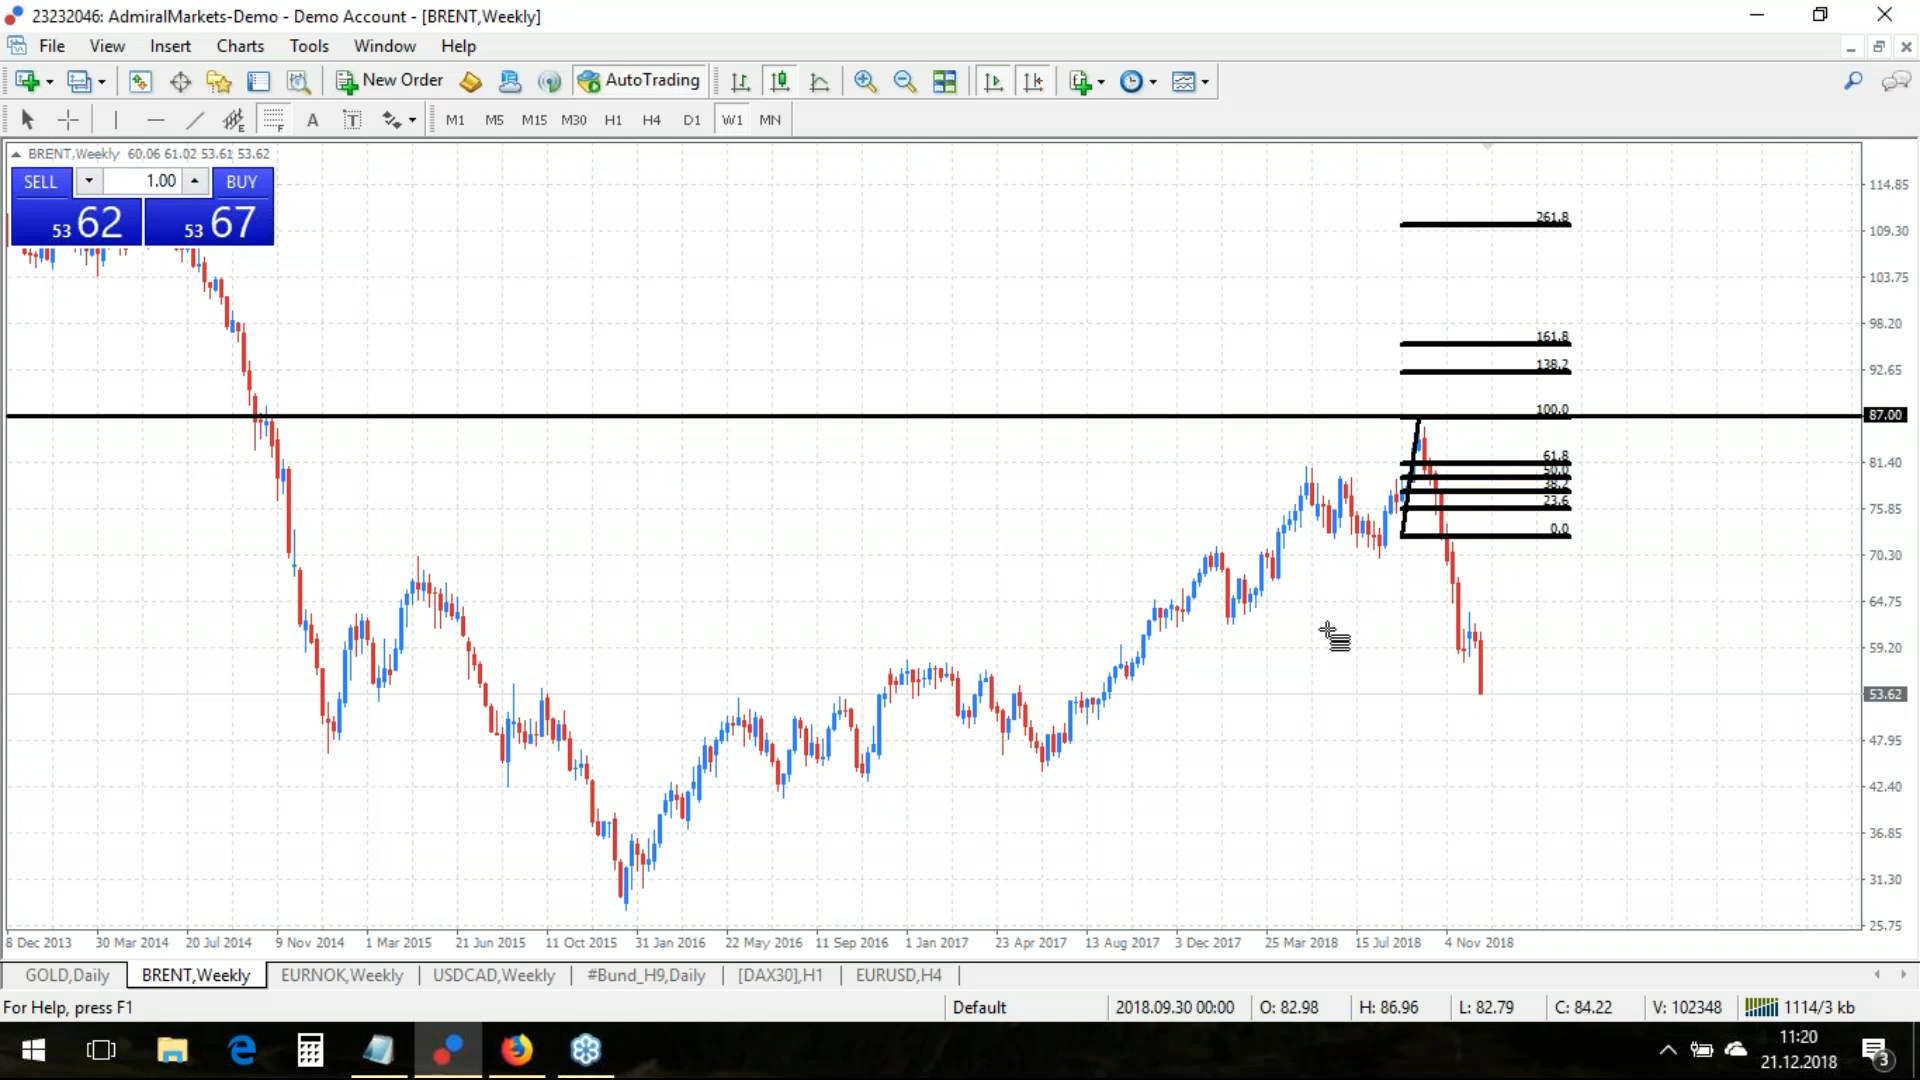 23232046: AdmiralMarkets-Demo - Demo Account - [BRENT,Weekly]
File View Insert Charts Tools Window Help
New Order AutoTrading
E F A T M1 M5 M15 M30 H1 H4 D1 W1 MN
BRENT,Weekly 60.06 61.02 53.61 53.62
SELL 1.00 BUY
53 62 53 67
114.85
261.8
109.30
103.75
98.20
161.8
138.2
92.65
100.0
87.00
61.8
81.40
50.0
38.2
23.6
75.85
0.0
70.30
64.75
59.20
53.62
47.95
42.40
36.85
31.30
25.75
8 Dec 2013 30 Mar 2014 20 Jul 2014 9 Nov 2014 1 Mar 2015 21 Jun 2015 11 Oct 2015 31 Jan 2016 22 May 2016 11 Sep 2016 1 Jan 2017 23 Apr 2017 13 Aug 2017 3 Dec 2017 25 Mar 2018 15 Jul 2018 4 Nov 2018
GOLD,Daily BRENT,Weekly EURNOK,Weekly USDCAD,Weekly #Bund_H9,Daily [DAX30],H1 EURUSD,H4
For Help, press F1 Default 2018.09.30 00:00 O: 82.98 H: 86.96 L: 82.79 C: 84.22 V: 102348 1114/3 kb
11:20
21.12.2018
3